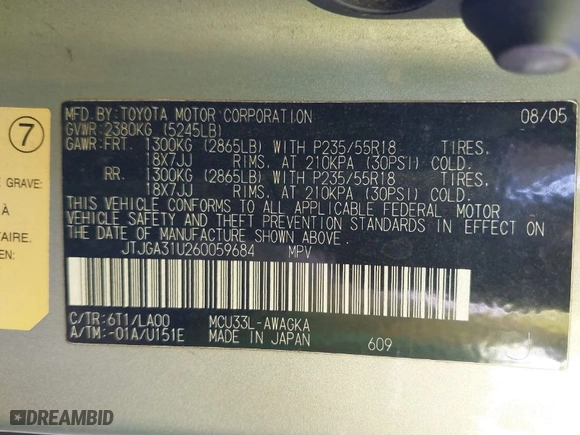 MFD.BY:TOYOTA MOTOR CORPORATION 08/05
GVWR:2380KG (5245LB)
GAWR:FRT. 1300KG (2865LB) WITH P235/55R18 TIRES.
18X7JJ RIMS. AT 210KPA (30PSI) COLD.
RR. 1300KG (2865LB) WITH P235/55R18 TIRES.
18X7JJ RIMS. AT 210KPA (30PSI) COLD.
THIS VEHICLE CONFORMS TO ALL APPLICABLE FEDERAL MOTOR
VEHICLE SAFETY AND THEFT PREVENTION STANDARDS IN EFFECT ON
THE DATE OF MANUFACTURE SHOWN ABOVE.
JTJGA31U260059684 MPV
C/TR:6T1/LA00 MCU33L-AWAGKA
A/TM:-01A/U151E MADE IN JAPAN 609
7
GRAVE:
À
TAIRE.
EN:
DREAMBID